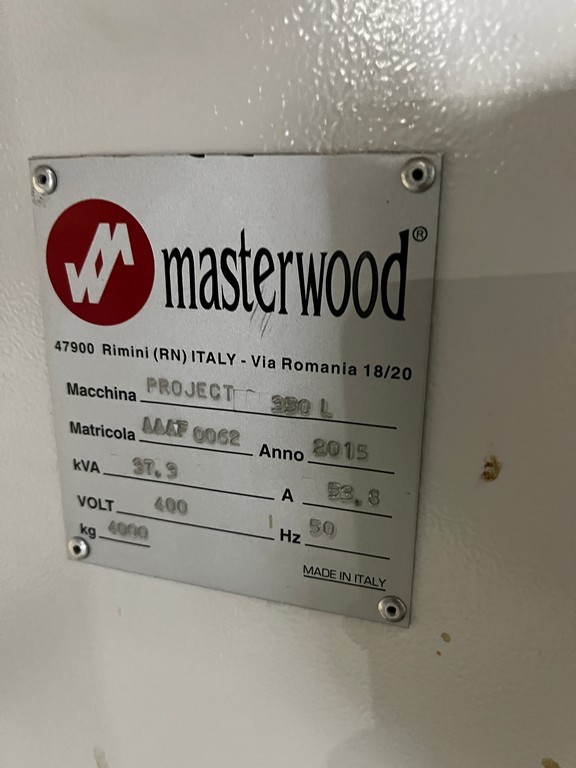 masterwood®
47900 Rimini (RN) ITALY - Via Romania 18/20
Macchina PROJECT 350 L
Matricola AAAF0062 Anno 2015
kVA 37,3 A 53,8
VOLT 400 Hz 50
kg 4000
MADE IN ITALY